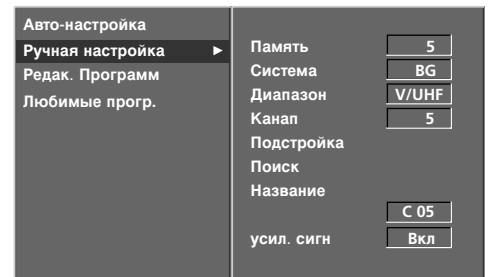 Авто-настройка
Ручная настройка ►
Редак. Программ
Любимые прогр.
Память 5
Система BG
Диапазон V/UHF
Канап 5
Подстройка
Поиск
Название
C 05
усил. сигн Вкл